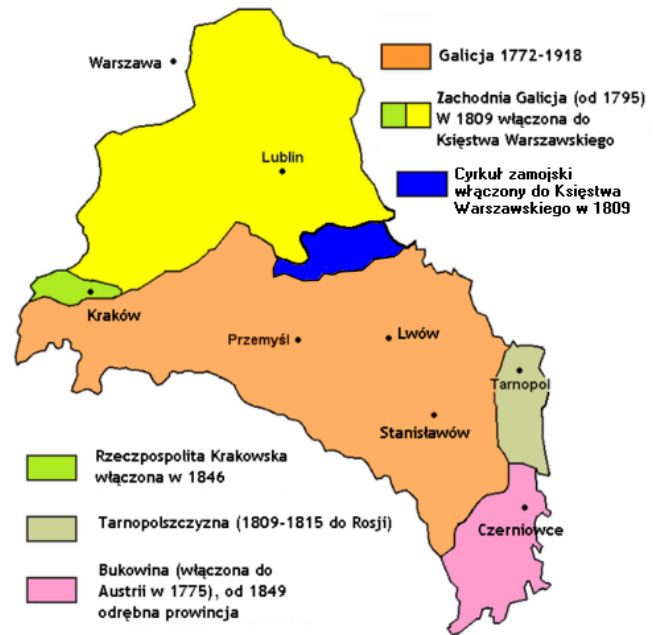 Warszawa
Galicja 1772-1918
Zachodnia Galicja (od 1795)
W 1809 włączona do
Księstwa Warszawskiego
Lublin
Cyrkuł zamojski
włączony do Księstwa
Warszawskiego w 1809
Kraków
Przemyśl
Lwów
Tarnopol
Stanisławów
Rzeczpospolita Krakowska
włączona w 1846
Tarnopolszczyzna (1809-1815 do Rosji)
Czerniowce
Bukowina (włączona do
Austrii w 1775), od 1849
odrębna prowincja